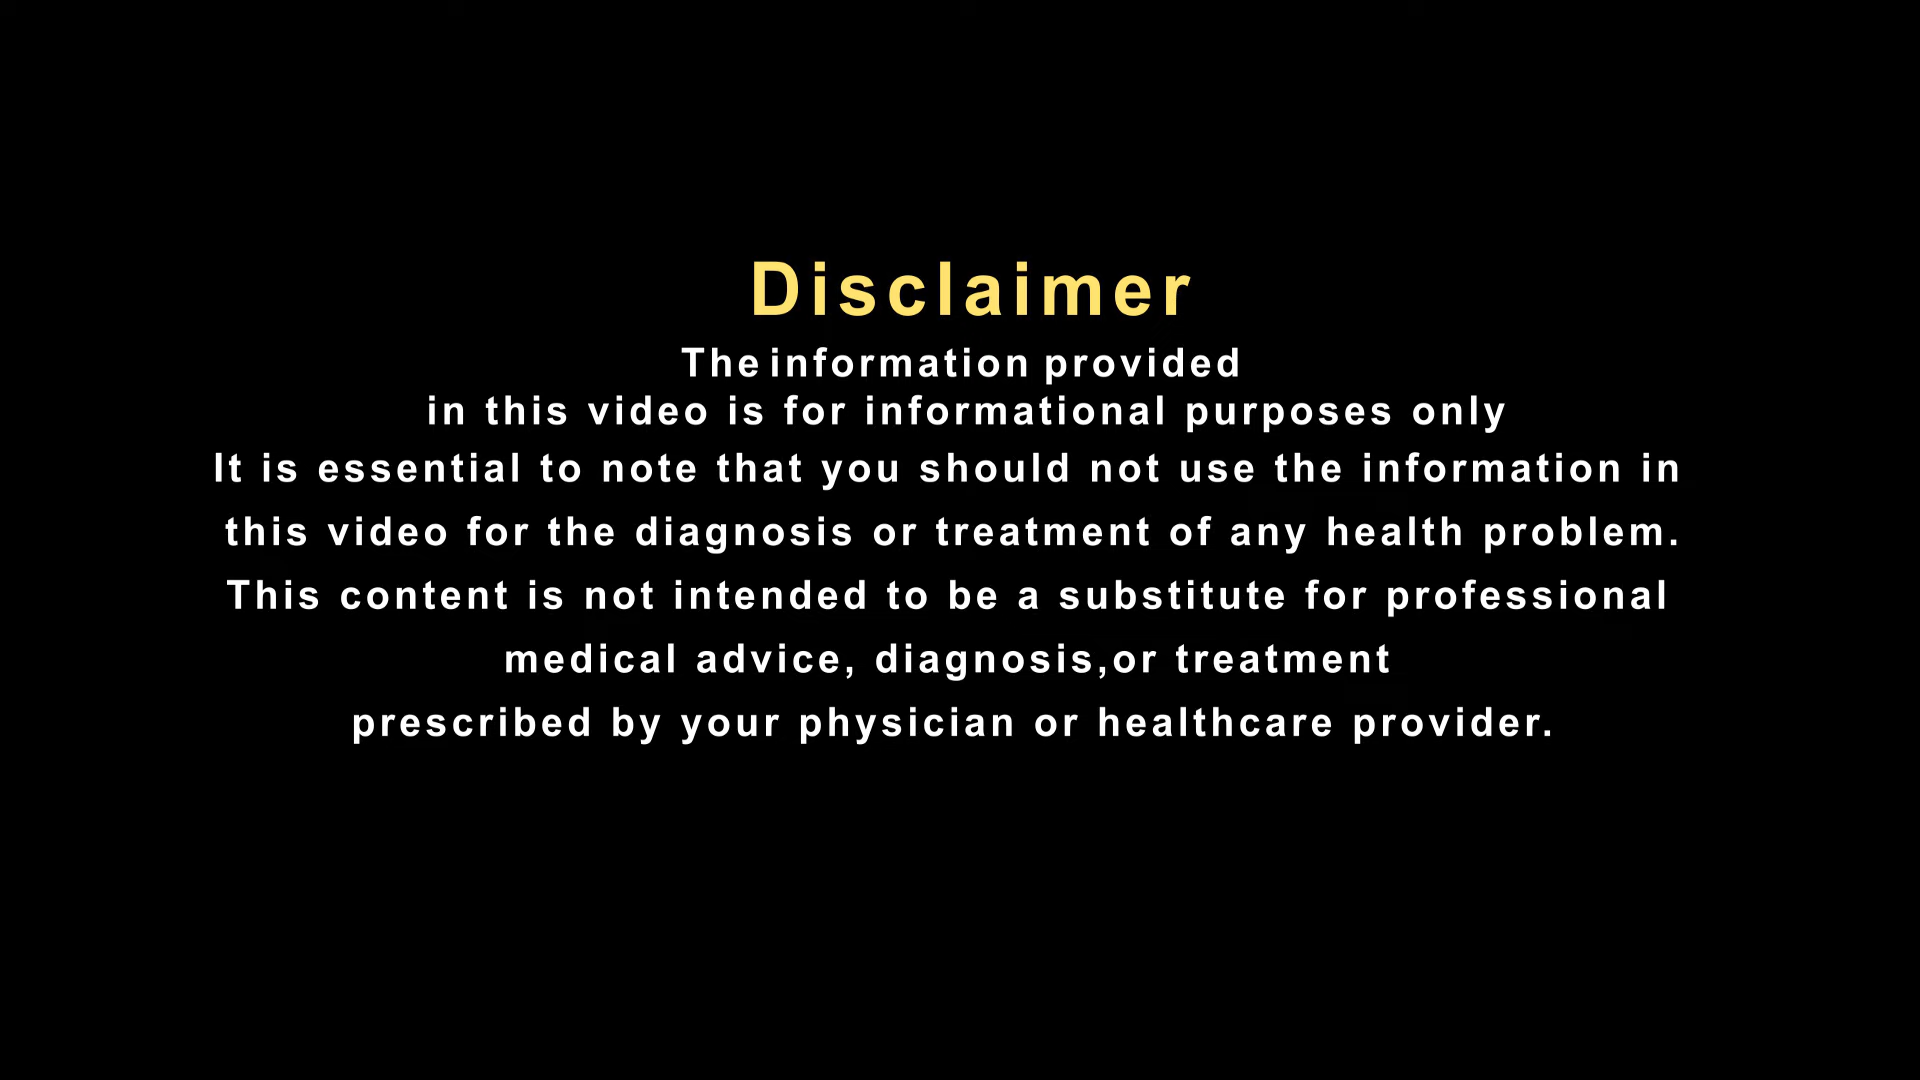 Disclaimer
The information provided
in this video is for informational purposes only
It is essential to note that you should not use the information in
this video for the diagnosis or treatment of any health problem.
This content is not intended to be a substitute for professional
medical advice, diagnosis,or treatment
prescribed by your physician or healthcare provider.